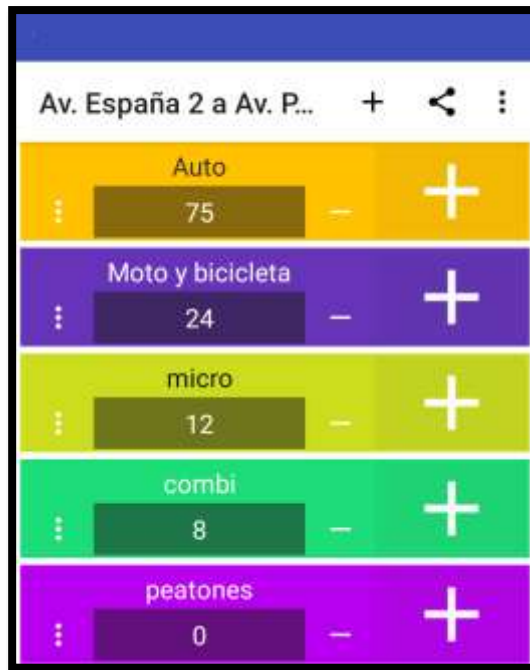 Av. España 2 a Av. P...
Auto
75
Moto y bicicleta
24
micro
12
combi
8
peatones
0